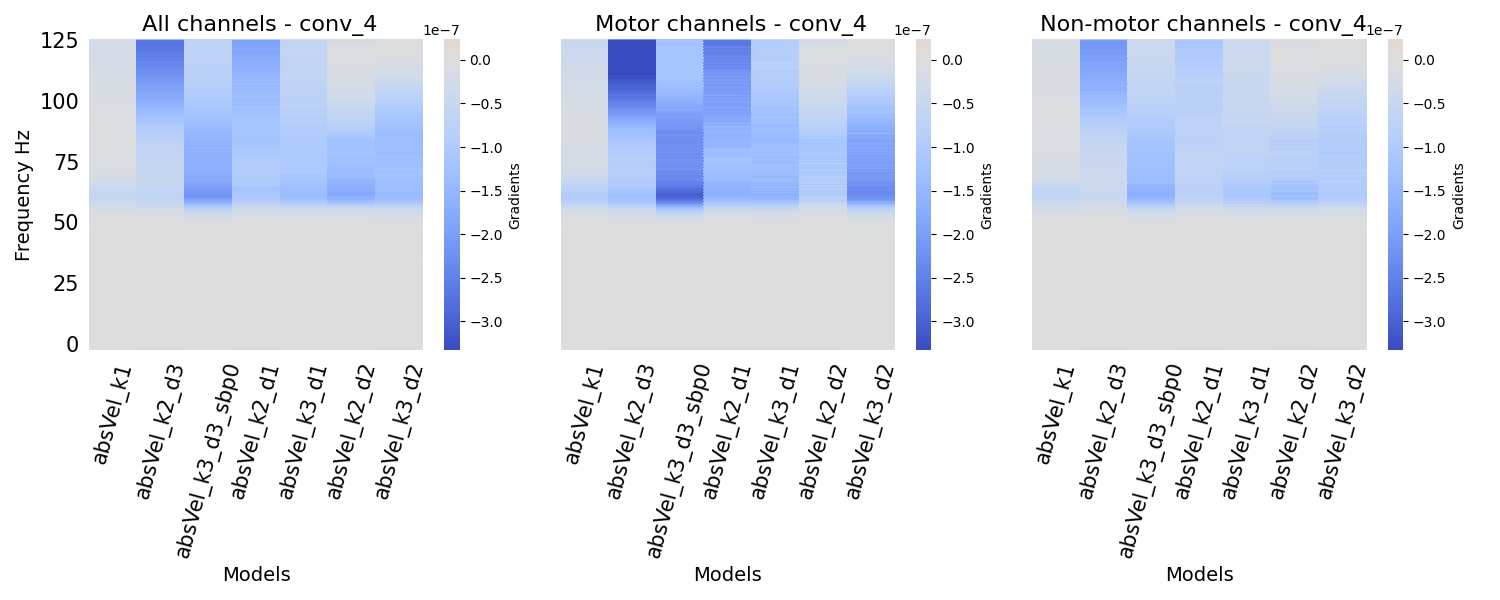 All channels - conv_4
1e−7
125
100
75
50
25
0
Frequency Hz
0.0
−0.5
−1.0
−1.5
−2.0
−2.5
−3.0
Gradients
absVel_k1
absVel_k2_d3
absVel_k3_d3_sbp0
absVel_k2_d1
absVel_k3_d1
absVel_k2_d2
absVel_k3_d2
Models
Motor channels - conv_4
1e−7
0.0
−0.5
−1.0
−1.5
−2.0
−2.5
−3.0
Gradients
absVel_k1
absVel_k2_d3
absVel_k3_d3_sbp0
absVel_k2_d1
absVel_k3_d1
absVel_k2_d2
absVel_k3_d2
Models
Non-motor channels - conv_4
1e−7
0.0
−0.5
−1.0
−1.5
−2.0
−2.5
−3.0
Gradients
absVel_k1
absVel_k2_d3
absVel_k3_d3_sbp0
absVel_k2_d1
absVel_k3_d1
absVel_k2_d2
absVel_k3_d2
Models